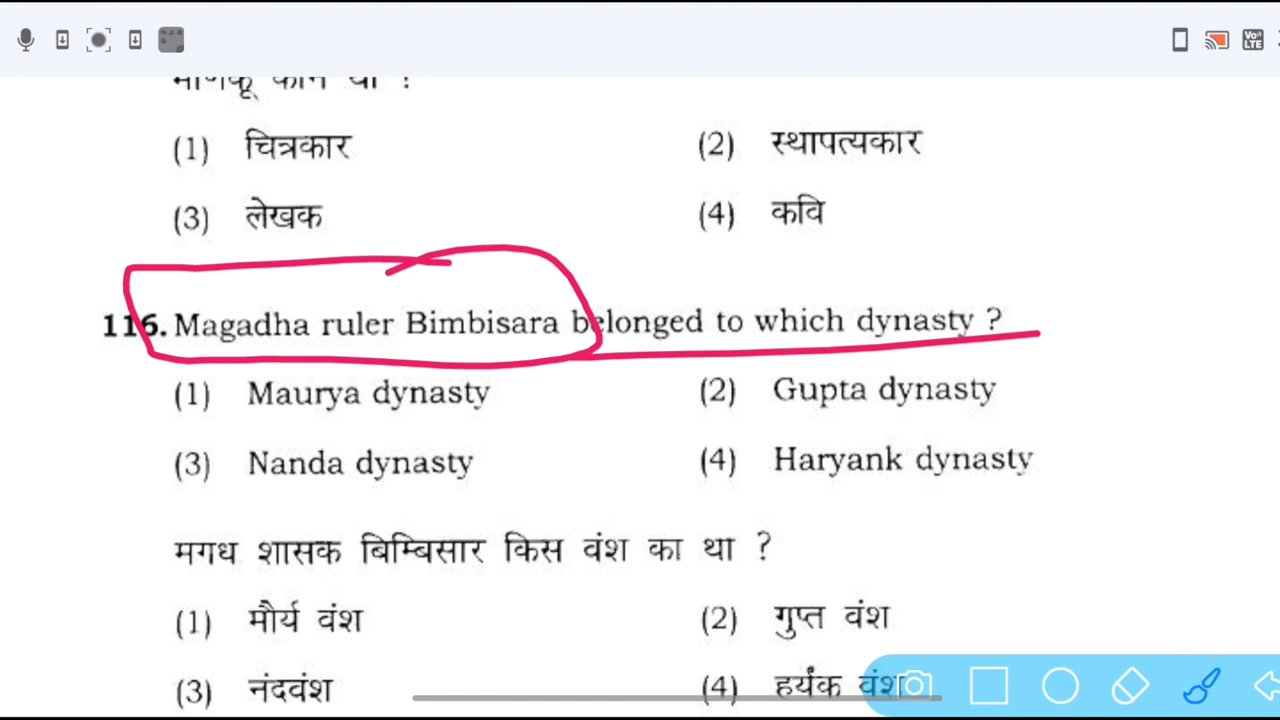 माणकू कौन था ?
(1) चित्रकार (2) स्थापत्यकार
(3) लेखक (4) कवि
116. Magadha ruler Bimbisara belonged to which dynasty ?
(1) Maurya dynasty (2) Gupta dynasty
(3) Nanda dynasty (4) Haryank dynasty
मगध शासक बिम्बिसार किस वंश का था ?
(1) मौर्य वंश (2) गुप्त वंश
(3) नंदवंश (4) हर्यंक वंश